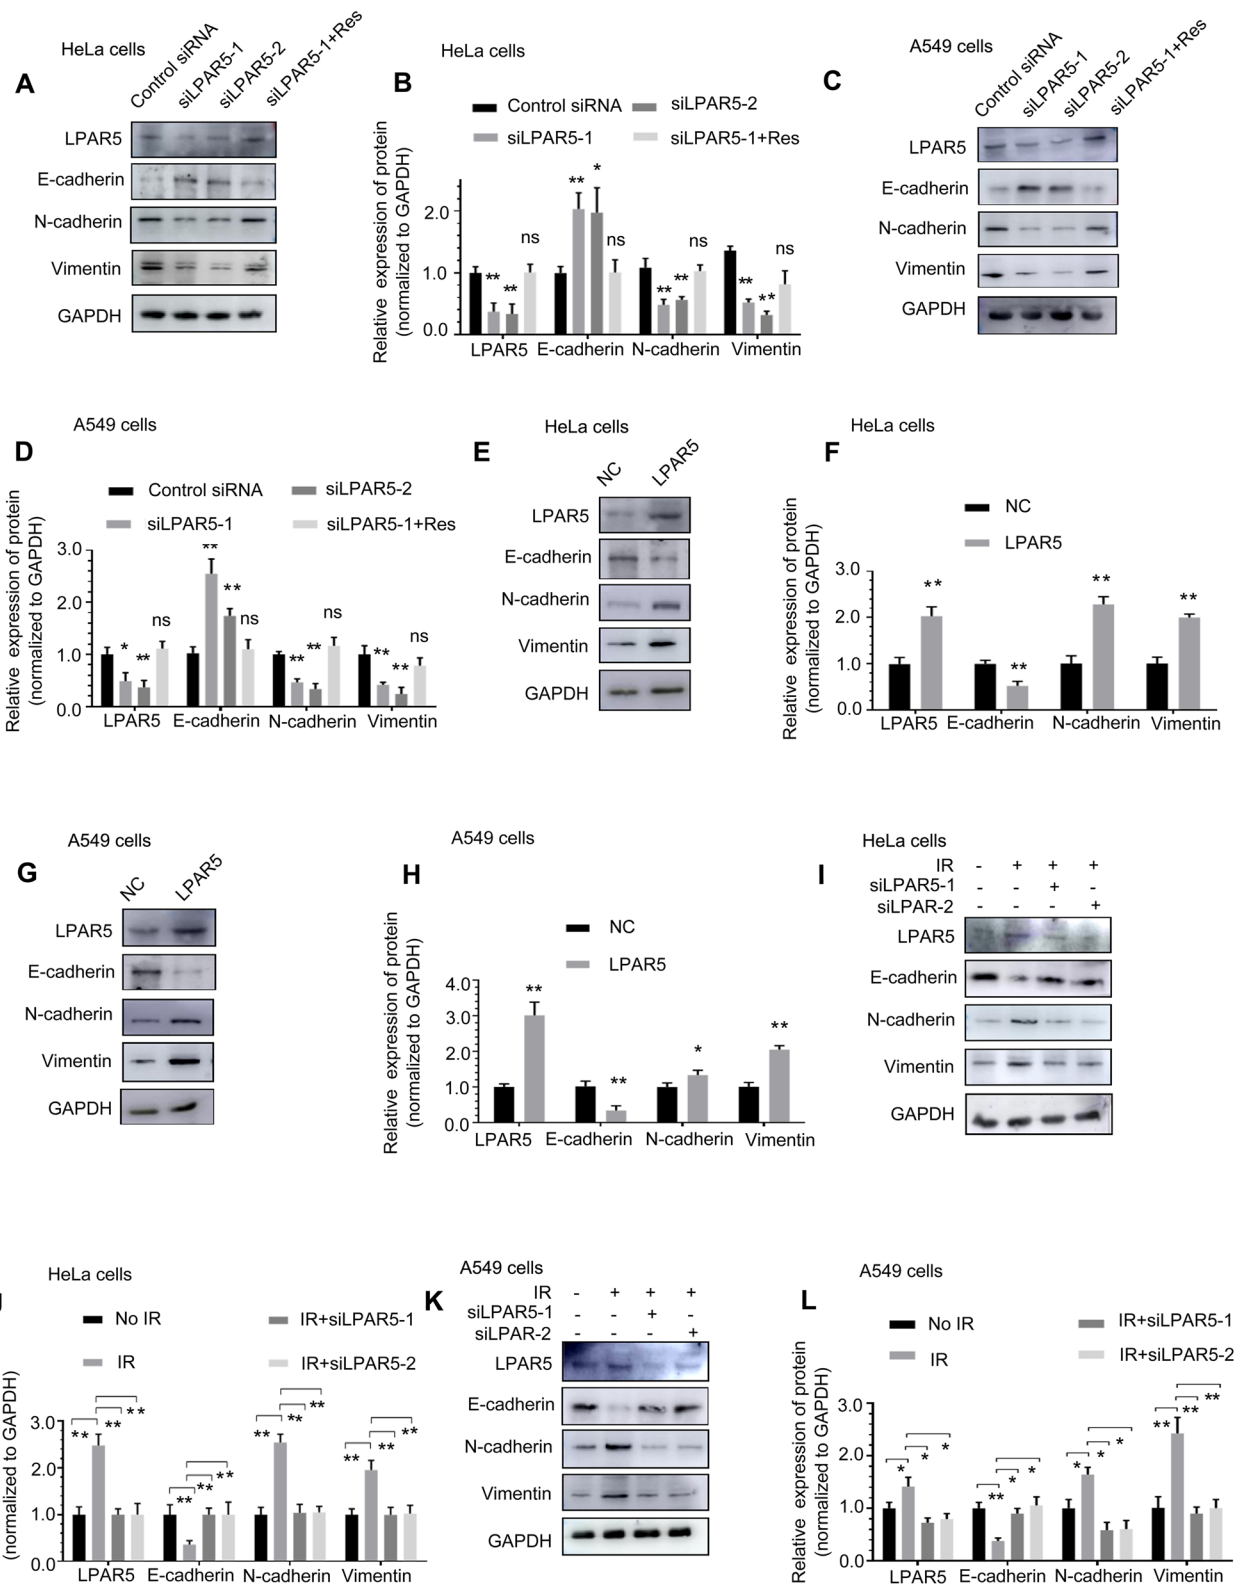 HeLa cells
A
Control siRNA
siLPAR5-1
siLPAR5-2
siLPAR5-1+Res
LPAR5
E-cadherin
N-cadherin
Vimentin
GAPDH
HeLa cells
B
Control siRNA
siLPAR5-2
siLPAR5-1
siLPAR5-1+Res
Relative expression of protein
(normalized to GAPDH)
2.0
1.0
0.0
** ** ns
** * ns
** ** ns
** ** ns
LPAR5 E-cadherin N-cadherin Vimentin
A549 cells
C
Control siRNA
siLPAR5-1
siLPAR5-2
siLPAR5-1+Res
LPAR5
E-cadherin
N-cadherin
Vimentin
GAPDH
A549 cells
D
Control siRNA
siLPAR5-2
siLPAR5-1
siLPAR5-1+Res
Relative expression of protein
(normalized to GAPDH)
3.0
2.0
1.0
0.0
* ** ns
** ** ns
** ** ns
** ** ns
LPAR5 E-cadherin N-cadherin Vimentin
HeLa cells
E
NC
LPAR5
LPAR5
E-cadherin
N-cadherin
Vimentin
GAPDH
HeLa cells
F
NC
LPAR5
Relative expression of protein
(normalized to GAPDH)
3.0
2.0
1.0
0.0
** ** ** **
LPAR5 E-cadherin N-cadherin Vimentin
A549 cells
G
NC
LPAR5
LPAR5
E-cadherin
N-cadherin
Vimentin
GAPDH
A549 cells
H
NC
LPAR5
Relative expression of protein
(normalized to GAPDH)
4.0
3.0
2.0
1.0
0.0
** ** * **
LPAR5 E-cadherin N-cadherin Vimentin
HeLa cells
I
IR - + + +
siLPAR5-1 - - + -
siLPAR-2 - - - +
LPAR5
E-cadherin
N-cadherin
Vimentin
GAPDH
HeLa cells
No IR
IR+siLPAR5-1
IR
IR+siLPAR5-2
(normalized to GAPDH)
3.0
2.0
1.0
0.0
** ** **
** ** **
** ** **
** ** **
LPAR5 E-cadherin N-cadherin Vimentin
A549 cells
K
IR - + + +
siLPAR5-1 - - + -
siLPAR-2 - - - +
LPAR5
E-cadherin
N-cadherin
Vimentin
GAPDH
A549 cells
L
No IR
IR+siLPAR5-1
IR
IR+siLPAR5-2
Relative expression of protein
(normalized to GAPDH)
3.0
2.0
1.0
0.0
* * *
** * *
* * *
** ** **
LPAR5 E-cadherin N-cadherin Vimentin